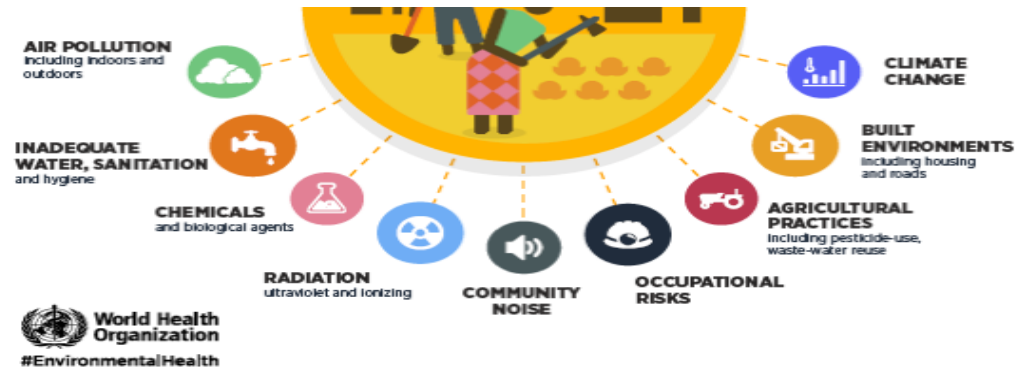 AIR POLLUTION
including indoors and
outdoors
INADEQUATE
WATER, SANITATION
and hygiene
CHEMICALS
and biological agents
RADIATION
ultraviolet and ionizing
COMMUNITY
NOISE
OCCUPATIONAL
RISKS
AGRICULTURAL
PRACTICES
including pesticide-use,
waste-water reuse
BUILT
ENVIRONMENTS
including housing
and roads
CLIMATE
CHANGE
World Health
Organization
#EnvironmentalHealth